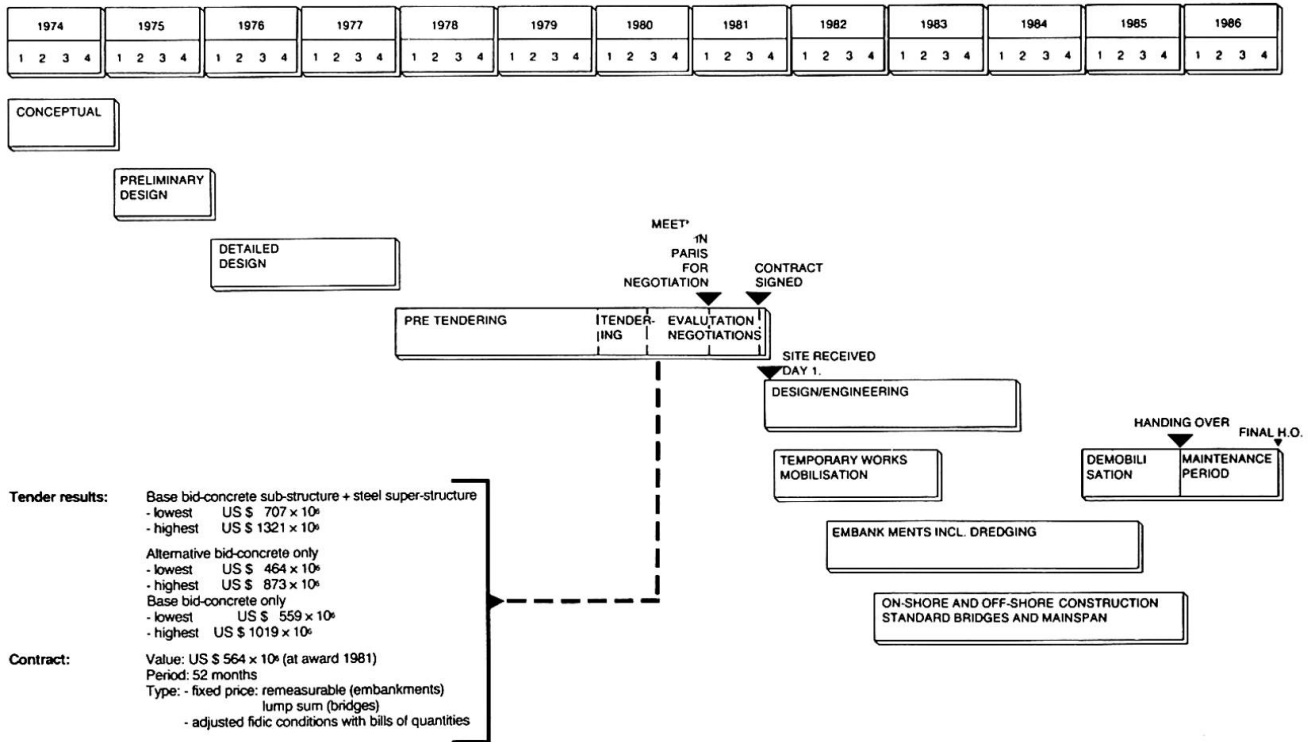 1974 1975 1976 1977 1978 1979 1980 1981 1982 1983 1984 1985 1986
1 2 3 4 1 2 3 4 1 2 3 4 1 2 3 4 1 2 3 4 1 2 3 4 1 2 3 4 1 2 3 4 1 2 3 4 1 2 3 4 1 2 3 4 1 2 3 4 1 2 3 4
CONCEPTUAL
PRELIMINARY
DESIGN
DETAILED
DESIGN
PARIS
FOR
NEGOTIATION
CONTRACT
SIGNED
PRE TENDERING
TENDER-
ING
EVALUTATION
NEGOTIATIONS
SITE RECEIVED
DAY 1.
DESIGN/ENGINEERING
HANDING OVER
FINAL H.O.
TEMPORARY WORKS
MOBILISATION
DEMOBILI
SATION
MAINTENANCE
PERIOD
EMBANK MENTS INCL. DREDGING
ON-SHORE AND OFF-SHORE CONSTRUCTION
STANDARD BRIDGES AND MAINSPAN
Tender results: Base bid-concrete sub-structure + steel super-structure
- lowest US $ 707 × 10⁶
- highest US $ 1321 × 10⁶
Alternative bid-concrete only
- lowest US $ 464 × 10⁶
- highest US $ 873 × 10⁶
Base bid-concrete only
- lowest US $ 559 × 10⁶
- highest US $ 1019 × 10⁶
Contract: Value: US $ 564 × 10⁶ (at award 1981)
Period: 52 months
Type: - fixed price: remeasurable (embankments)
lump sum (bridges)
- adjusted fidic conditions with bills of quantities